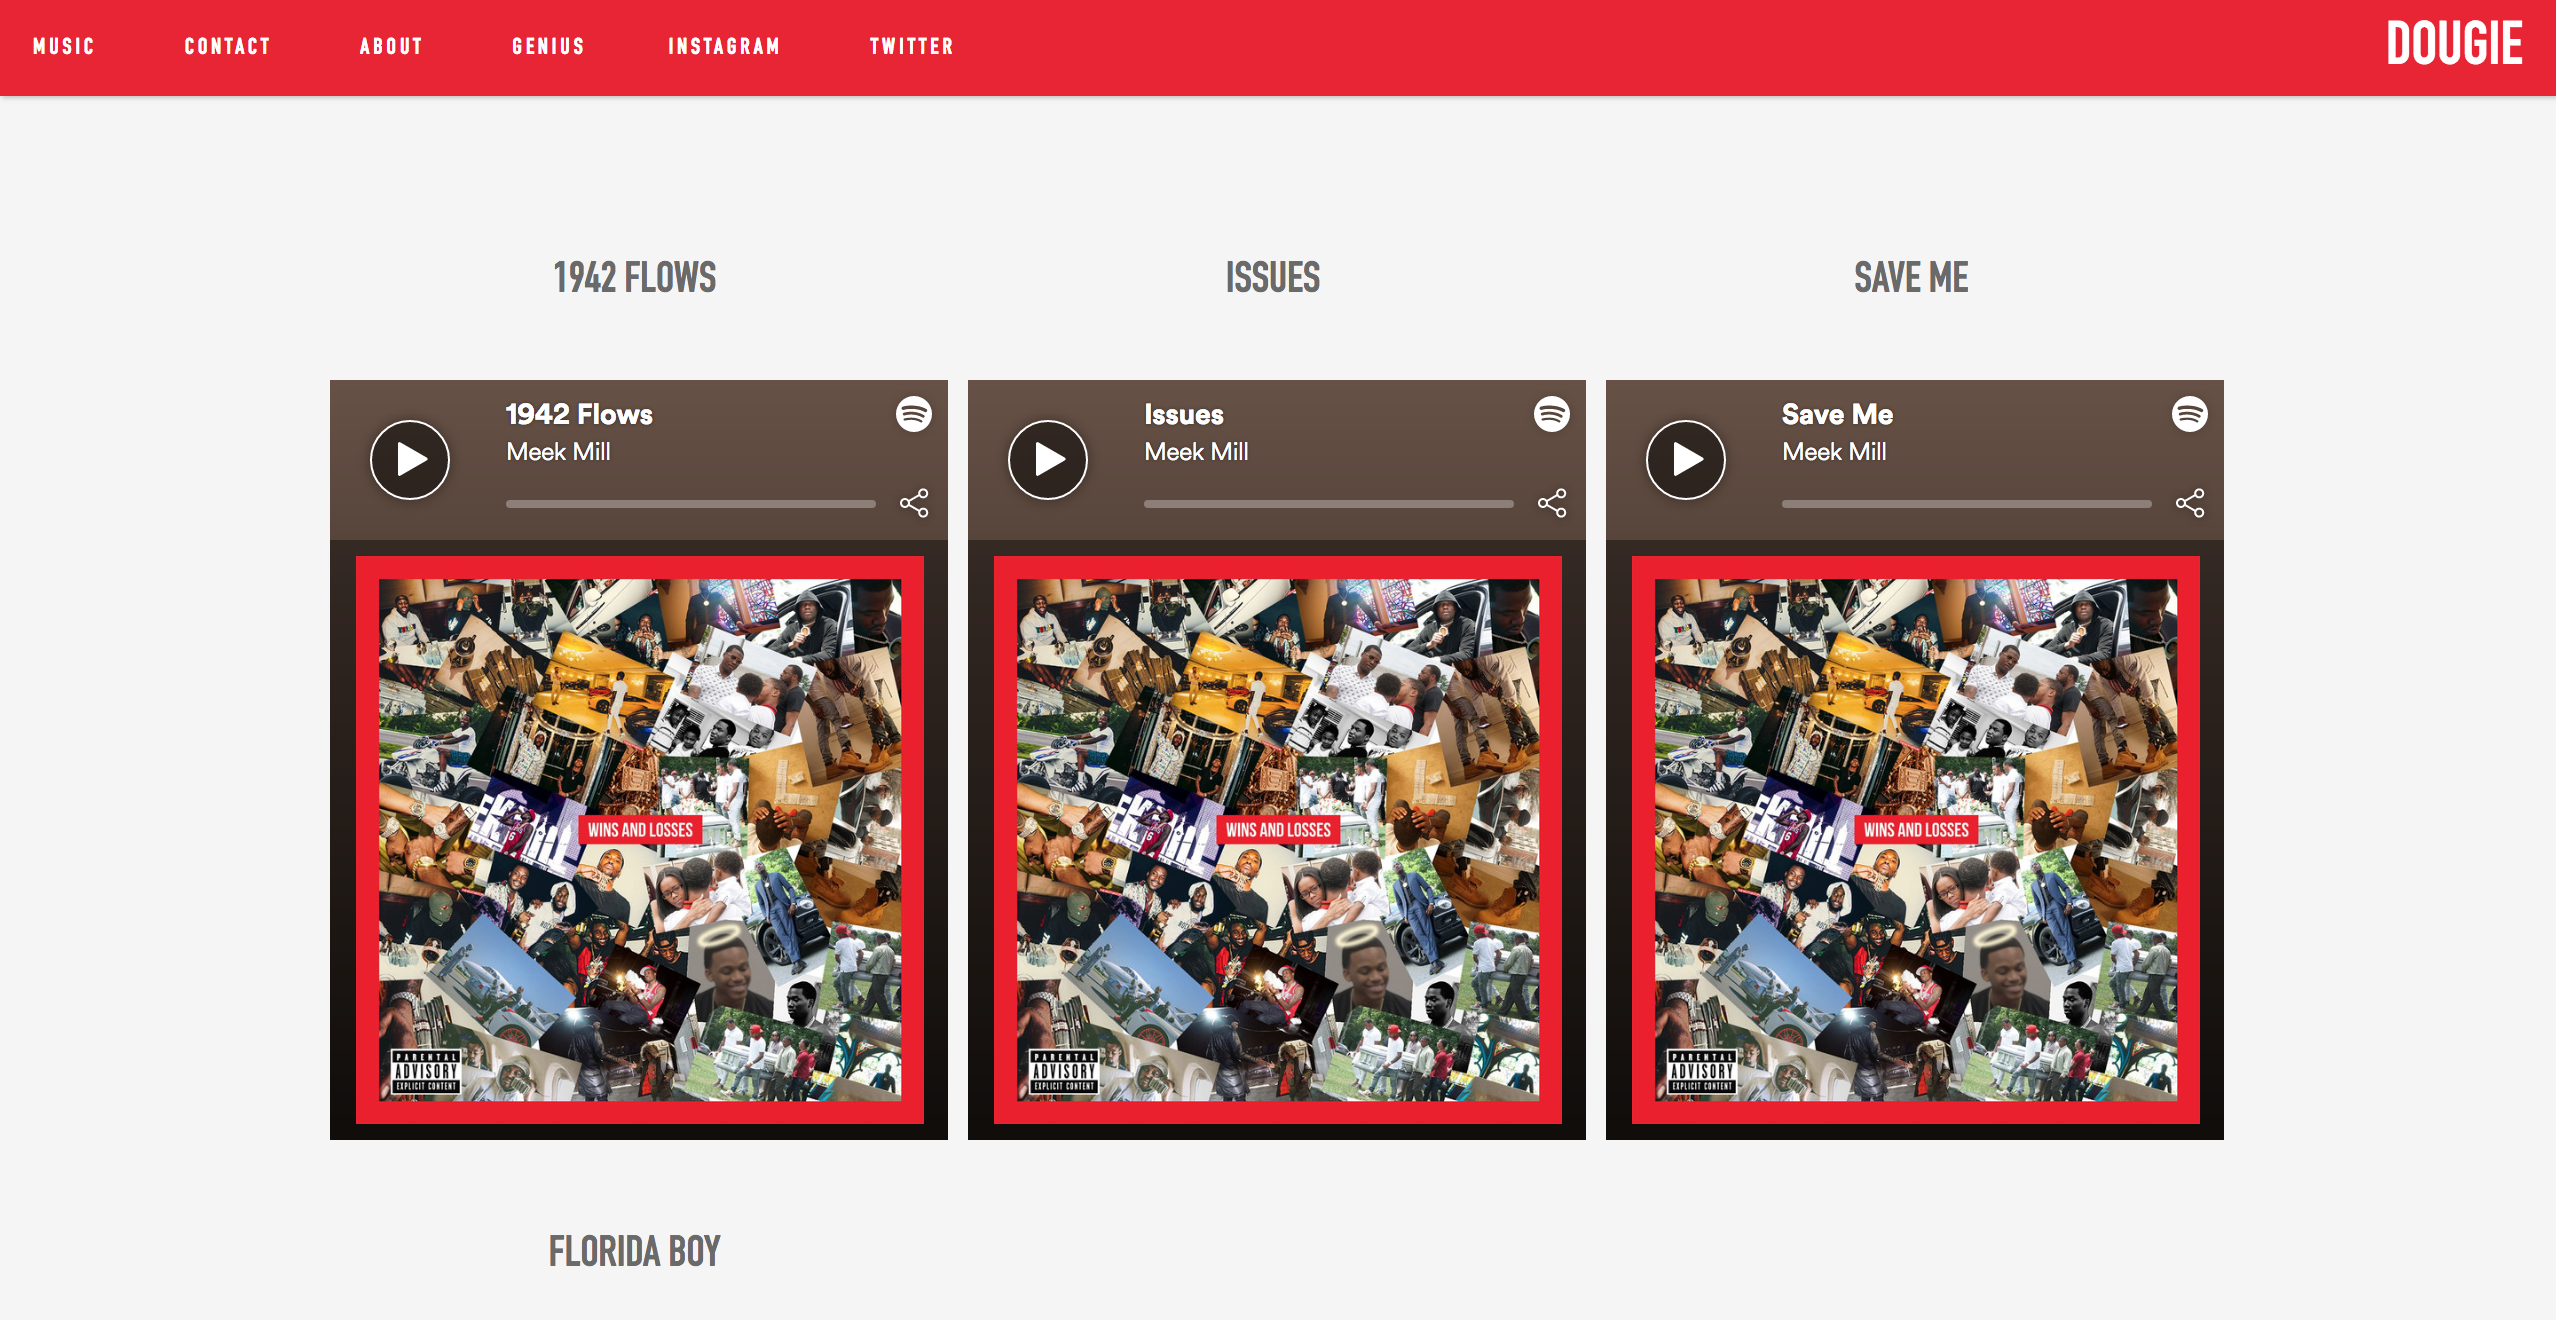 MUSIC CONTACT ABOUT GENIUS INSTAGRAM TWITTER DOUGIE
1942 FLOWS ISSUES SAVE ME
1942 Flows
Meek Mill
WINS AND LOSSES
PARENTAL
ADVISORY
EXPLICIT CONTENT
Issues
Meek Mill
WINS AND LOSSES
PARENTAL
ADVISORY
EXPLICIT CONTENT
Save Me
Meek Mill
WINS AND LOSSES
PARENTAL
ADVISORY
EXPLICIT CONTENT
FLORIDA BOY